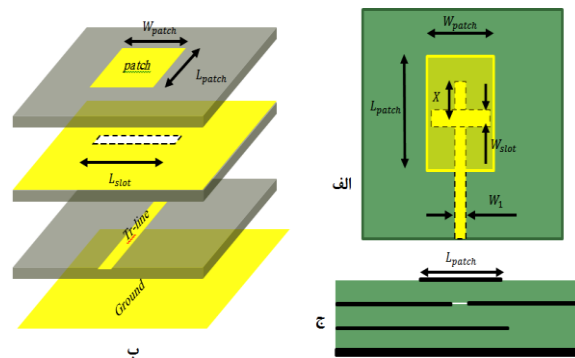 W_patch
patch
L_patch
L_slot
Tr-line
Ground
ب
W_patch
L_patch
X
W_slot
W_1
الف
L_patch
ج